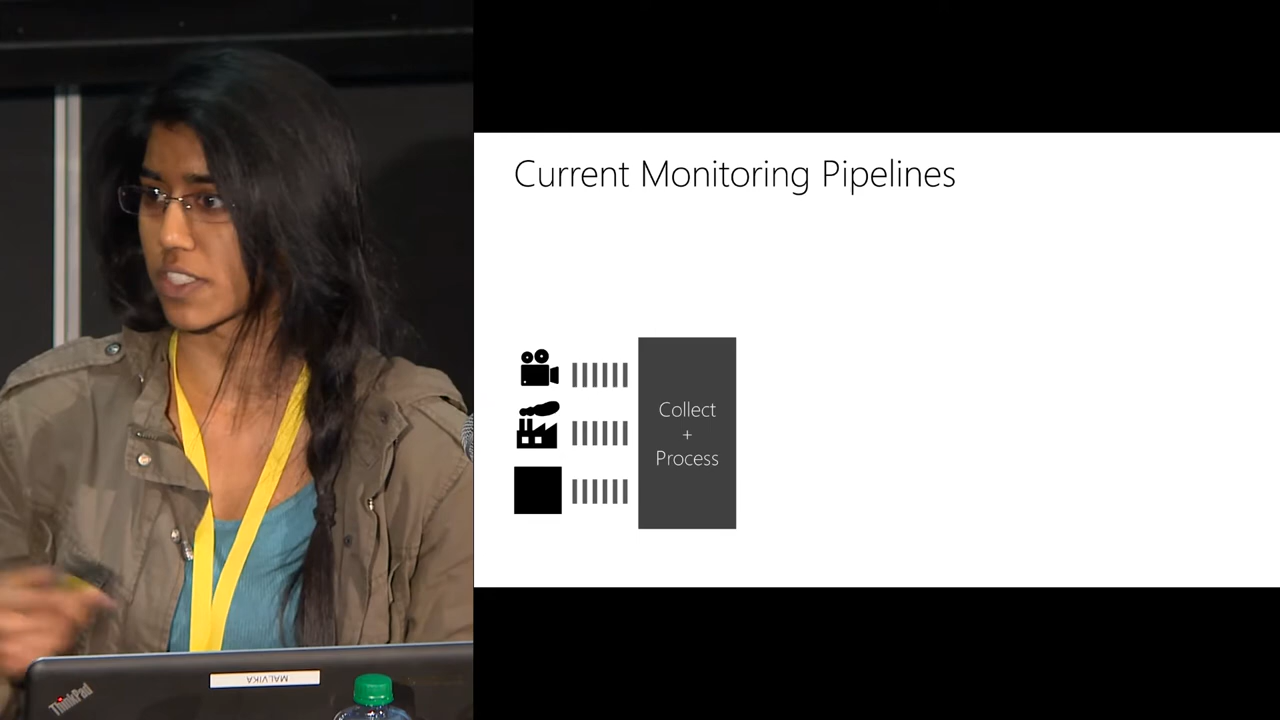 Current Monitoring Pipelines
Collect
+
Process
ThinkPad
MALVIKA